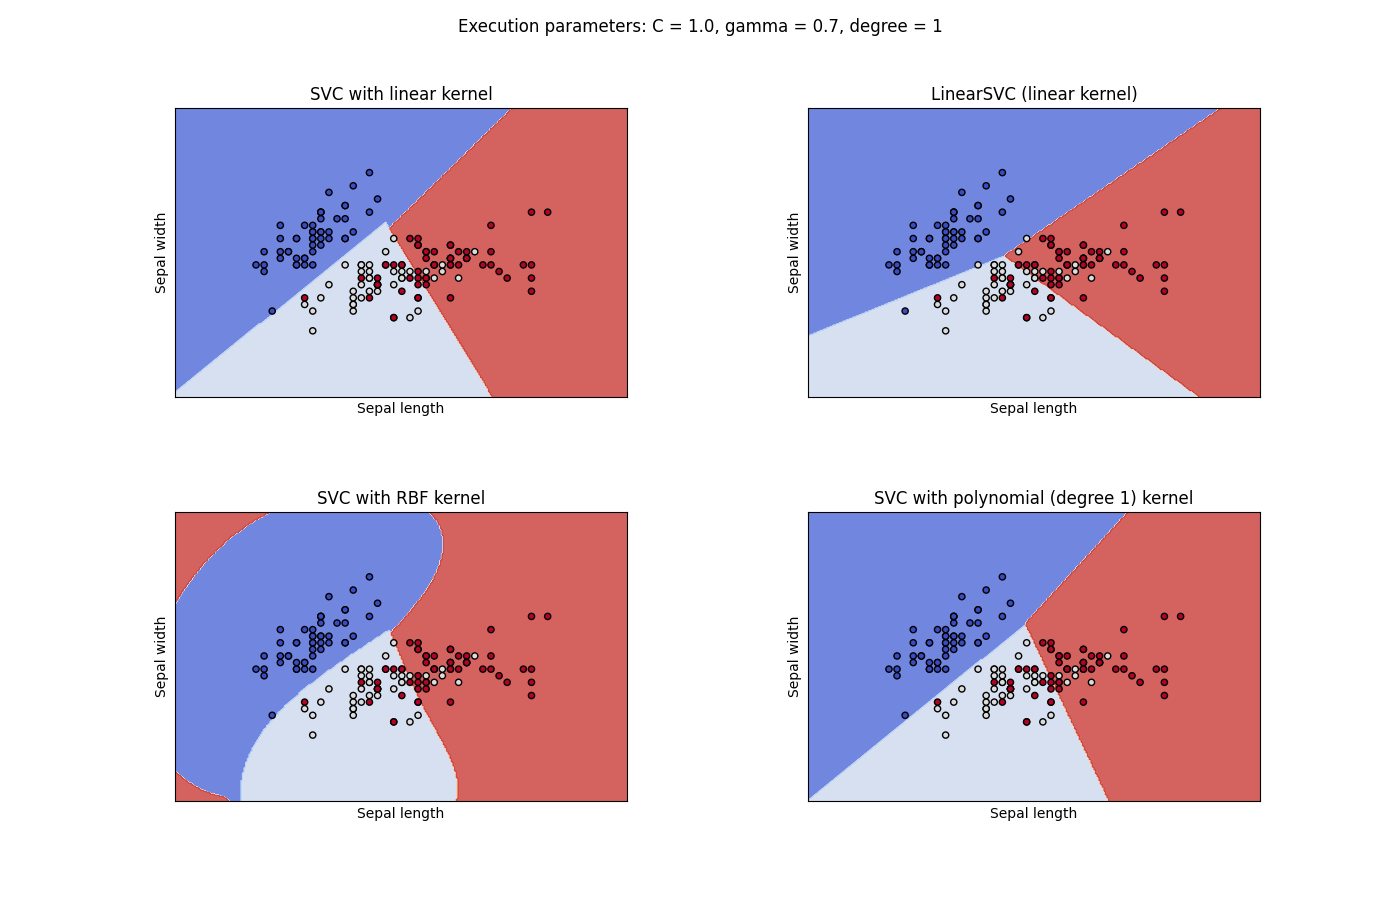 Execution parameters: C = 1.0, gamma = 0.7, degree = 1
SVC with linear kernel
Sepal width
Sepal length
LinearSVC (linear kernel)
Sepal width
Sepal length
SVC with RBF kernel
Sepal width
Sepal length
SVC with polynomial (degree 1) kernel
Sepal width
Sepal length